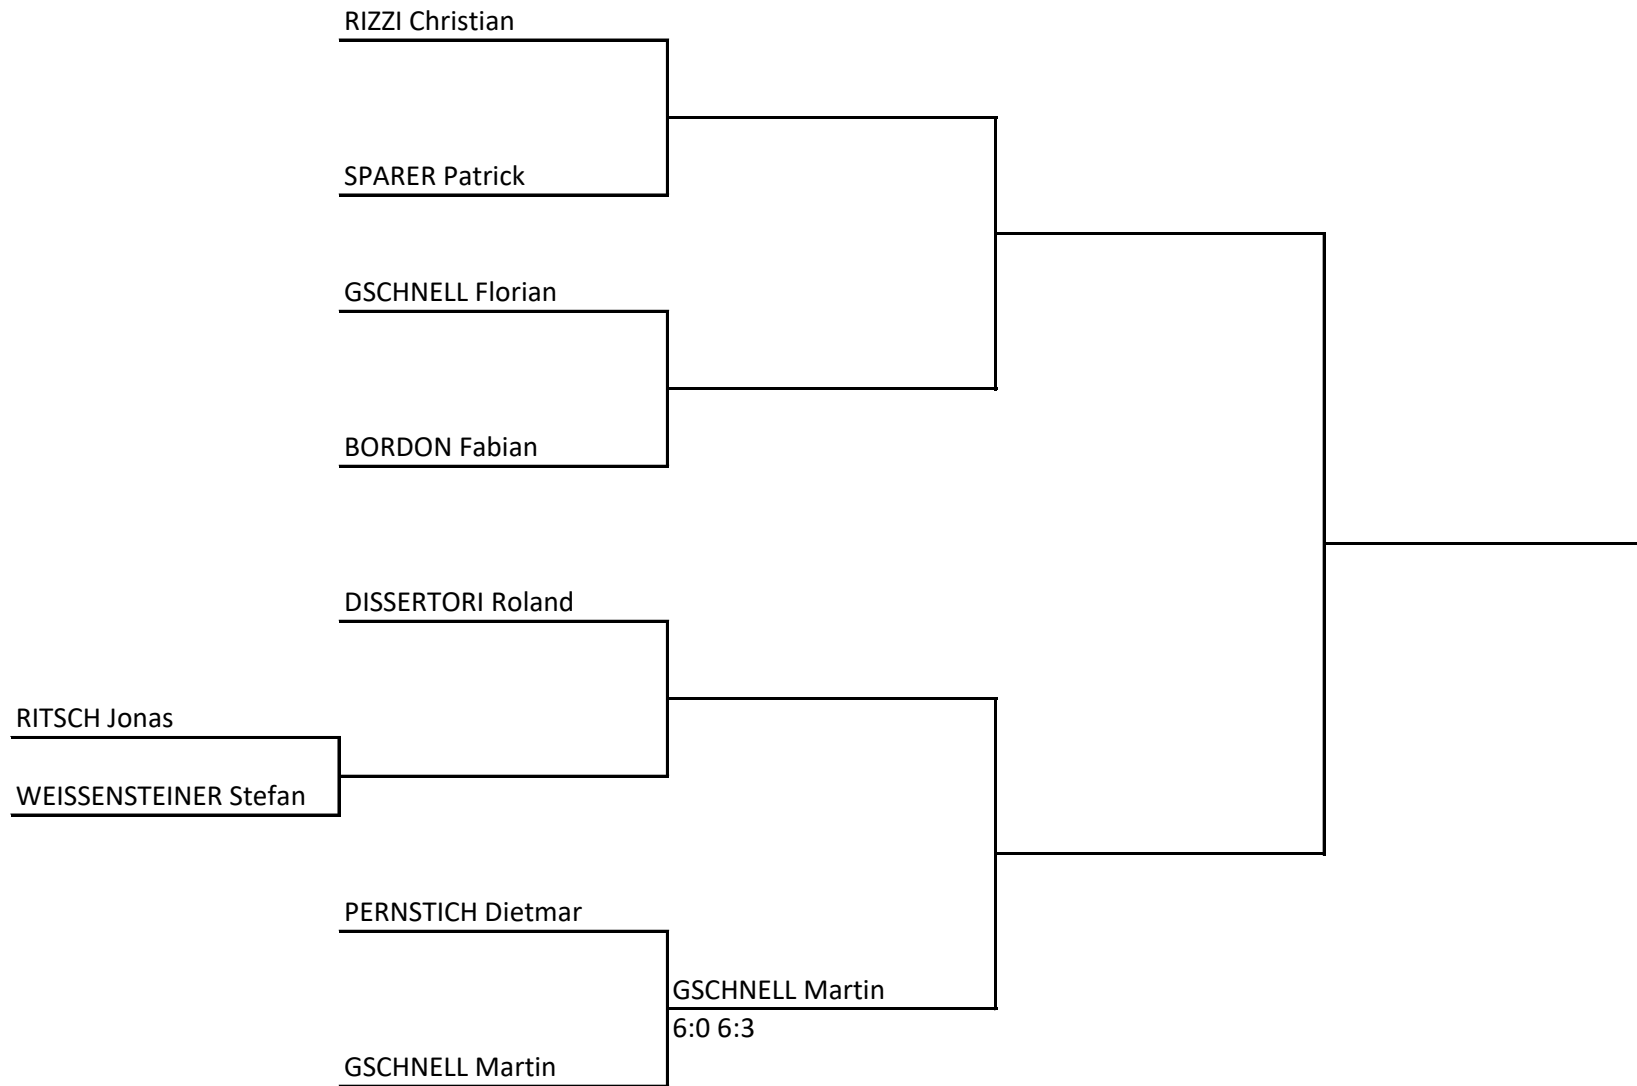 RIZZI Christian
SPARER Patrick
GSCHNELL Florian
BORDON Fabian
DISSERTORI Roland
RITSCH Jonas
WEISSENSTEINER Stefan
PERNSTICH Dietmar
GSCHNELL Martin
6:0 6:3
GSCHNELL Martin